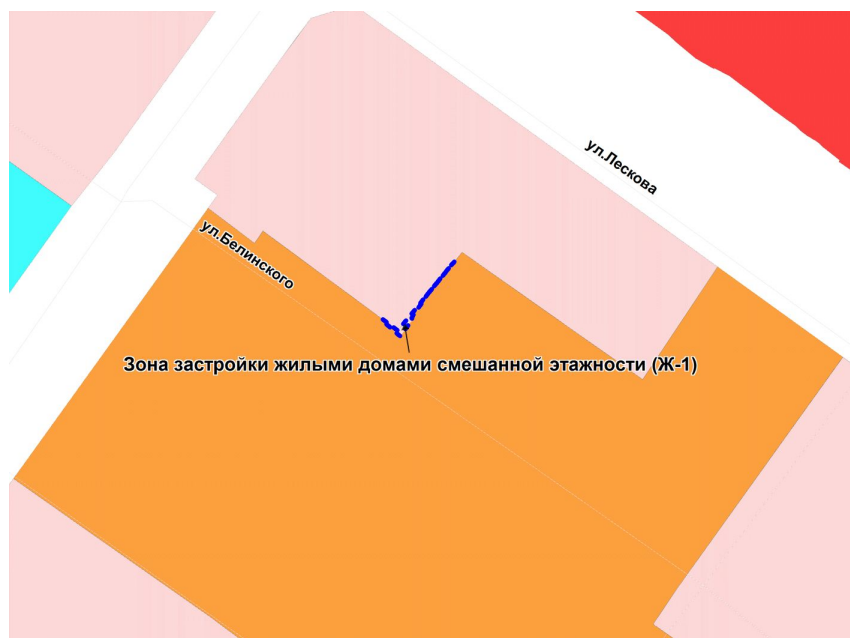 ул.Лескова
ул.Белинского
Зона застройки жилыми домами смешанной этажности (Ж-1)